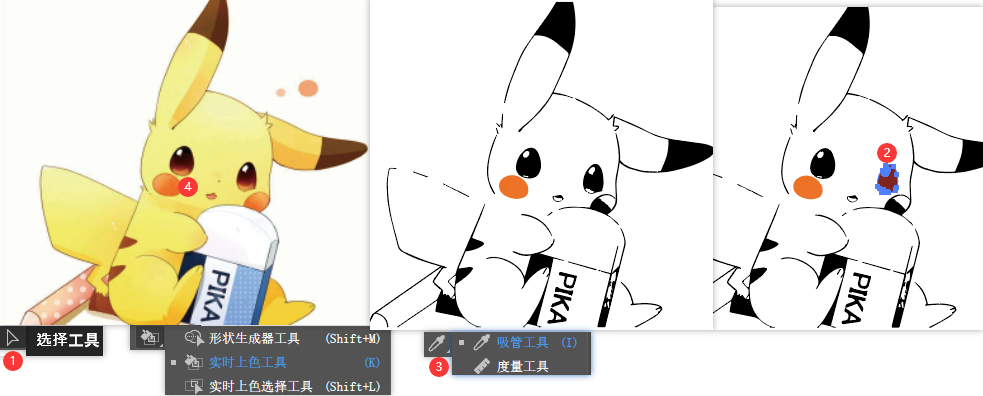 2
4
PIKA
PIKA
PIKA
选择工具
1
形状生成器工具 (Shift+M)
实时上色工具 (K)
实时上色选择工具 (Shift+L)
3
吸管工具 (I)
度量工具